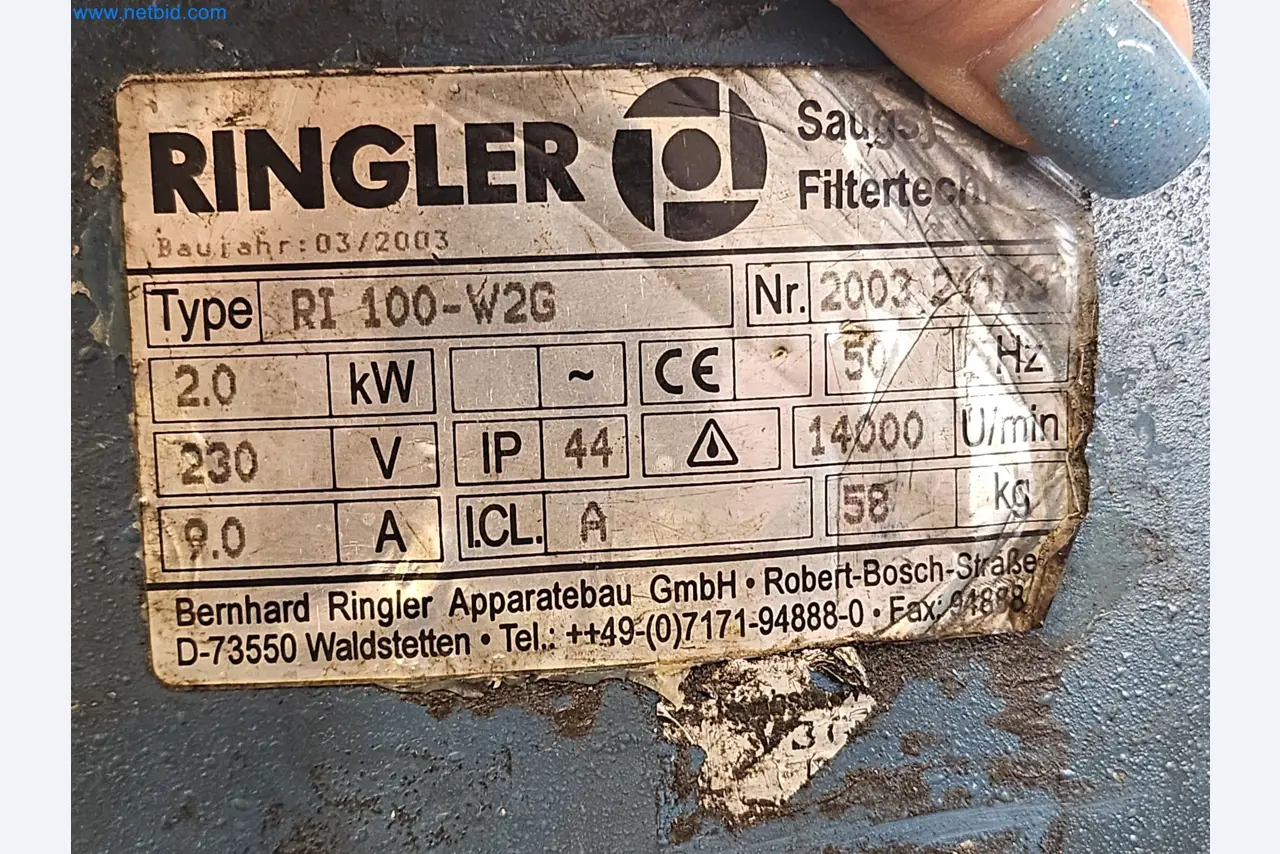 www.netbid.com
RINGLER
Filtertech
Baujahr:03/2003
Type RI 100-W2G Nr. 2003
2.0 kW ~ CE 50 Hz
230 V IP 44 14000 U/min
9.0 A I.CL. A 58 kg
Bernhard Ringler Apparatebau GmbH • Robert-Bosch-Straße
D-73550 Waldstetten • Tel.: ++49-(0)7171-94888-0 • Fax: 94888